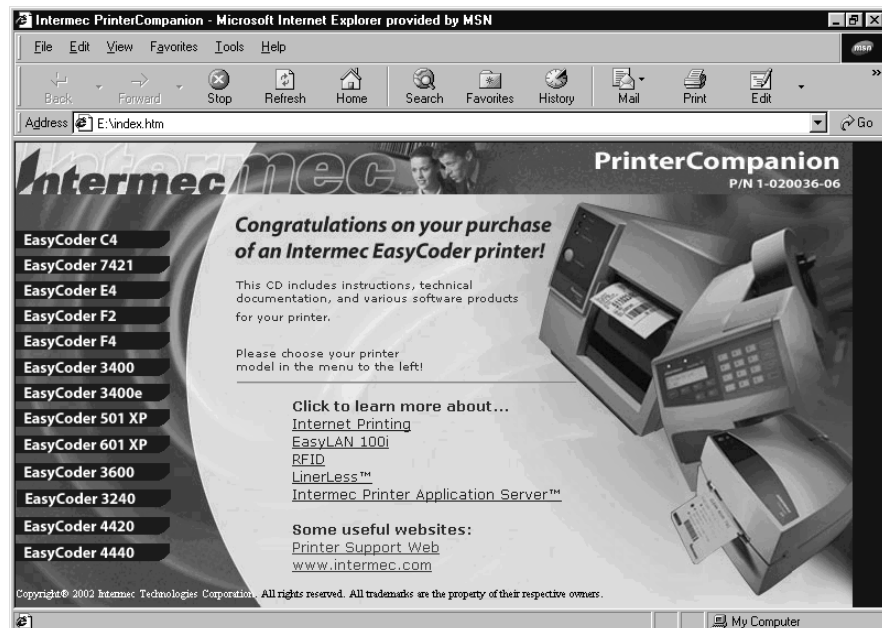 Intermec PrinterCompanion - Microsoft Internet Explorer provided by MSN
File Edit View Favorites Tools Help
msn
Back Forward Stop Refresh Home Search Favorites History Mail Print Edit »
Address E:\index.htm Go
Intermec
Intermec
PrinterCompanion
P/N 1-020036-06
EasyCoder C4
EasyCoder 7421
EasyCoder E4
EasyCoder F2
EasyCoder F4
EasyCoder 3400
EasyCoder 3400e
EasyCoder 501 XP
EasyCoder 601 XP
EasyCoder 3600
EasyCoder 3240
EasyCoder 4420
EasyCoder 4440
Congratulations on your purchase
of an Intermec EasyCoder printer!
This CD includes instructions, technical
documentation, and various software products
for your printer.
Please choose your printer
model in the menu to the left!
Click to learn more about...
Internet Printing
EasyLAN 100i
RFID
LinerLess™
Intermec Printer Application Server™
Some useful websites:
Printer Support Web
www.intermec.com
Copyright® 2002 Intermec Technologies Corporation. All rights reserved. All trademarks are the property of their respective owners.
My Computer